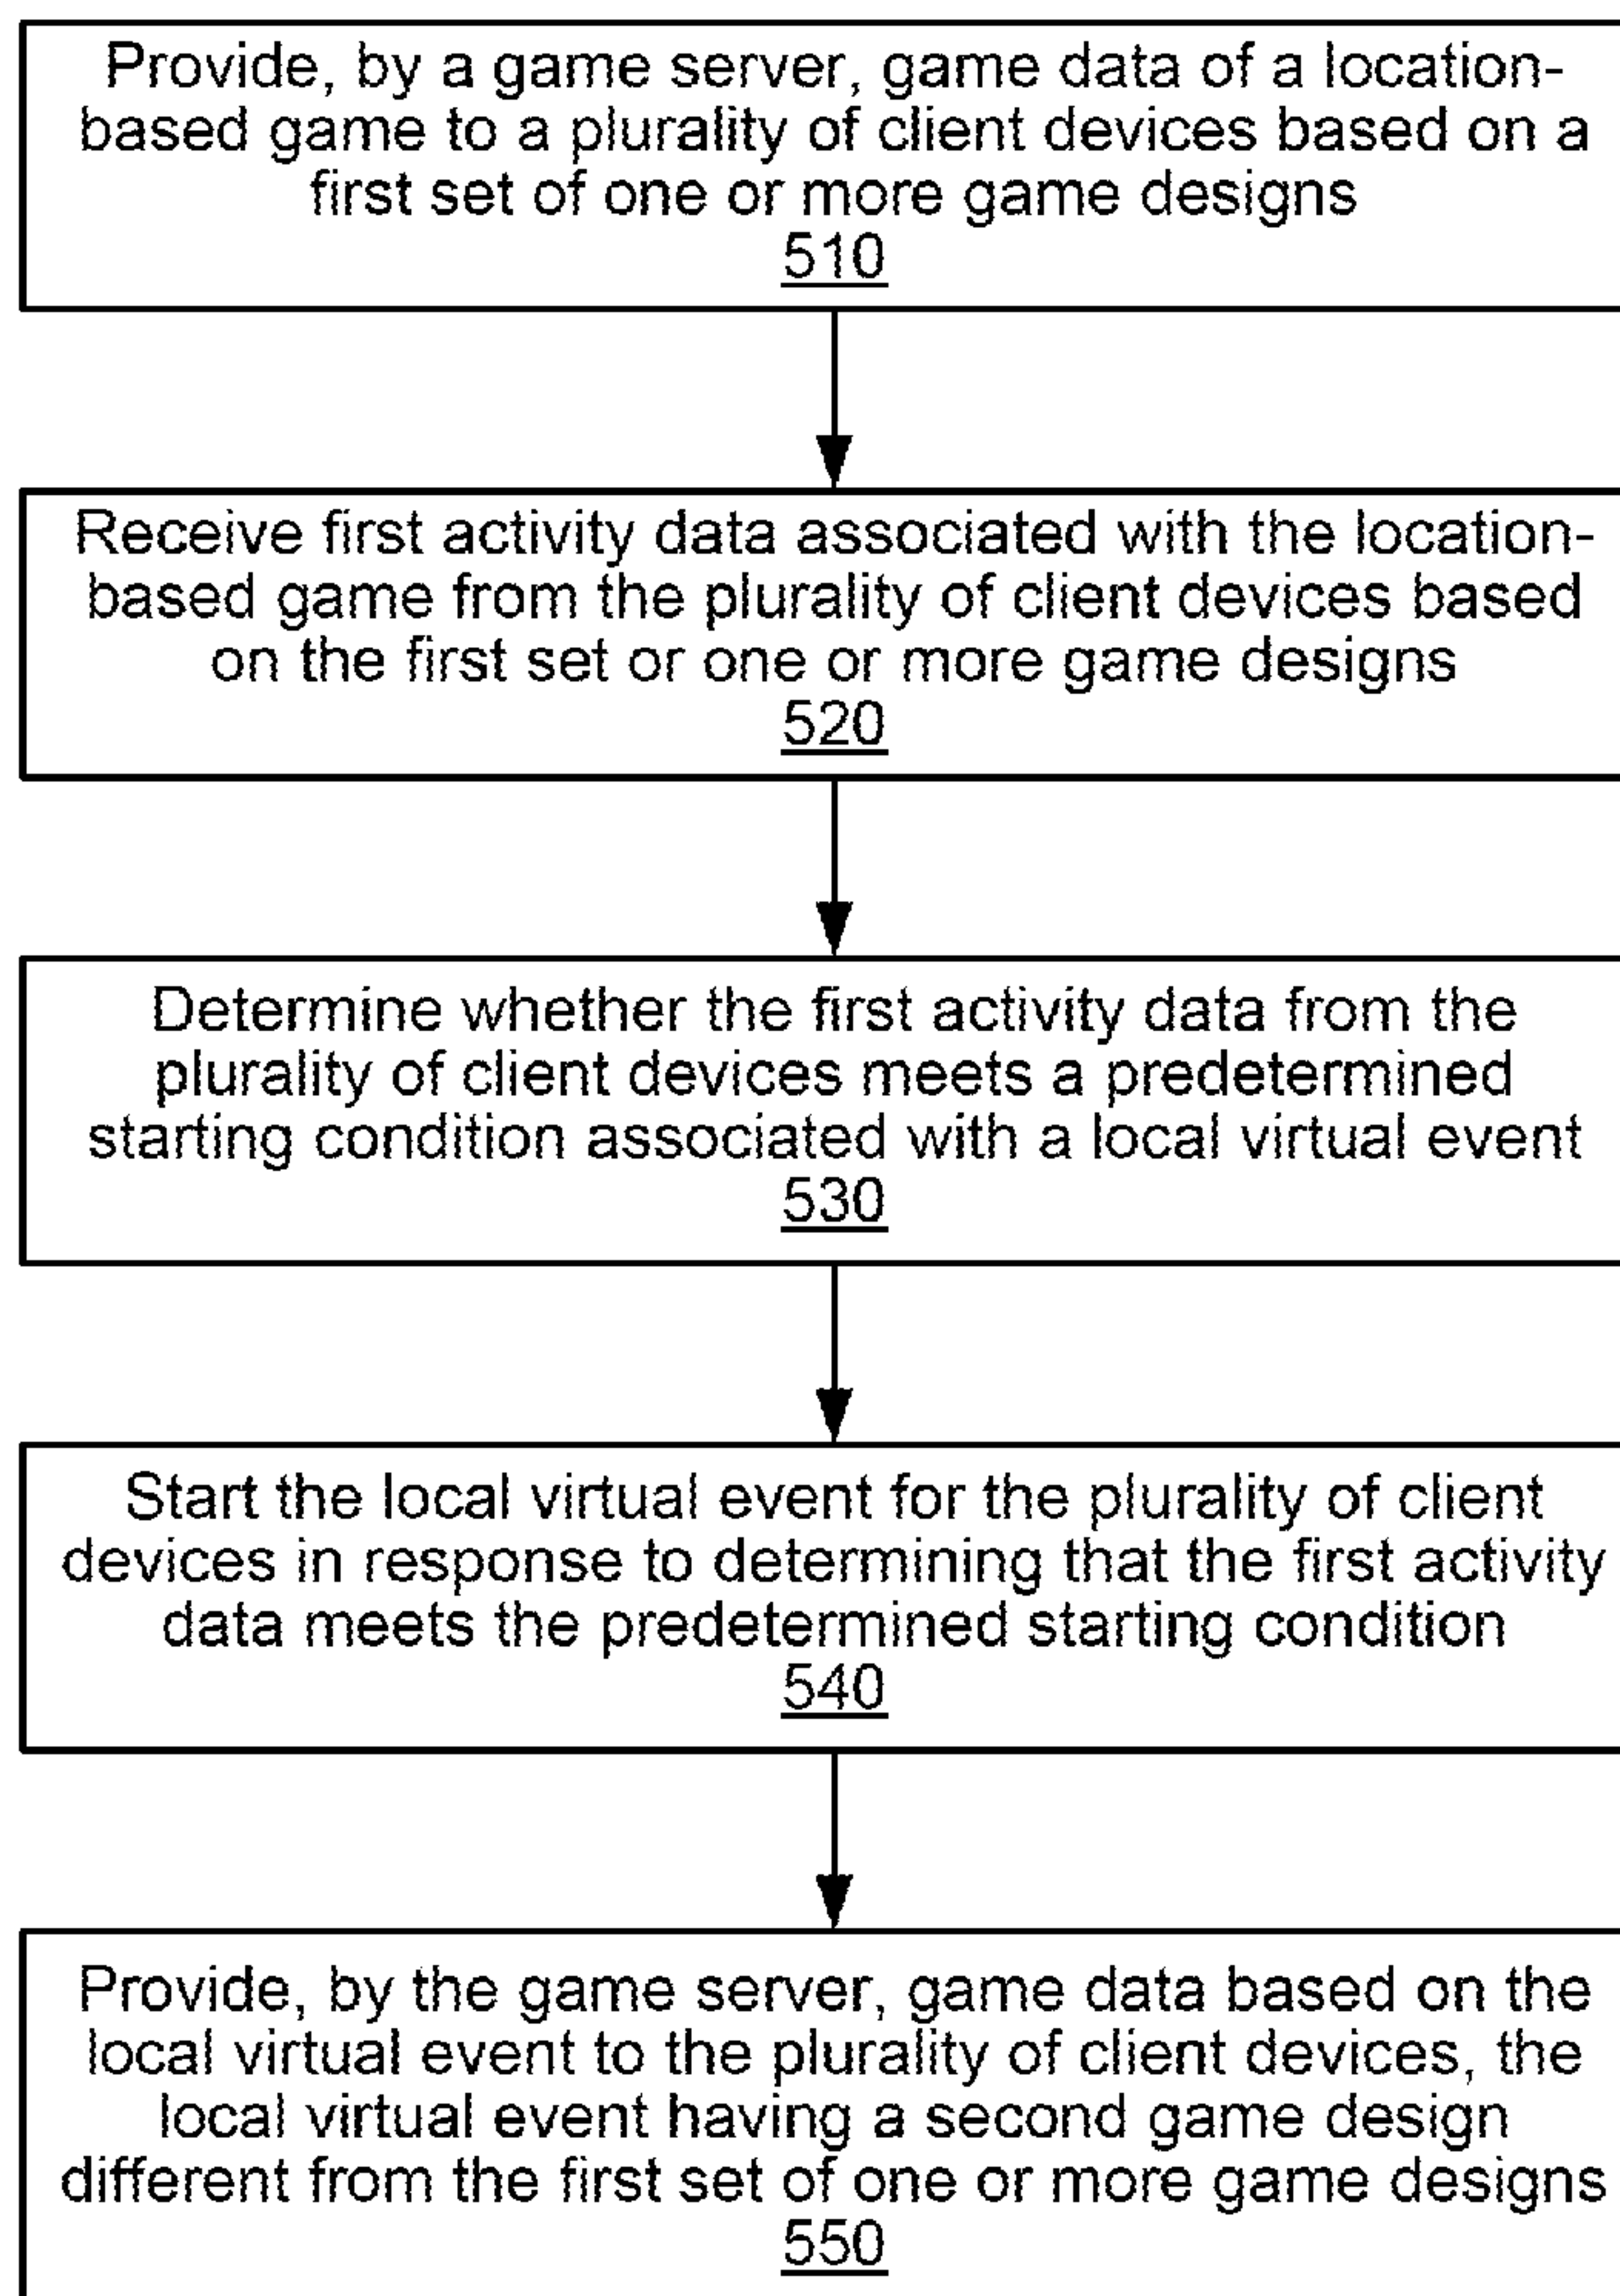 Provide, by a game server, game data of a location-
based game to a plurality of client devices based on a
first set of one or more game designs
510
Receive first activity data associated with the location-
based game from the plurality of client devices based
on the first set or one or more game designs
520
Determine whether the first activity data from the
plurality of client devices meets a predetermined
starting condition associated with a local virtual event
530
Start the local virtual event for the plurality of client
devices in response to determining that the first activity
data meets the predetermined starting condition
540
Provide, by the game server, game data based on the
local virtual event to the plurality of client devices, the
local virtual event having a second game design
different from the first set of one or more game designs
550